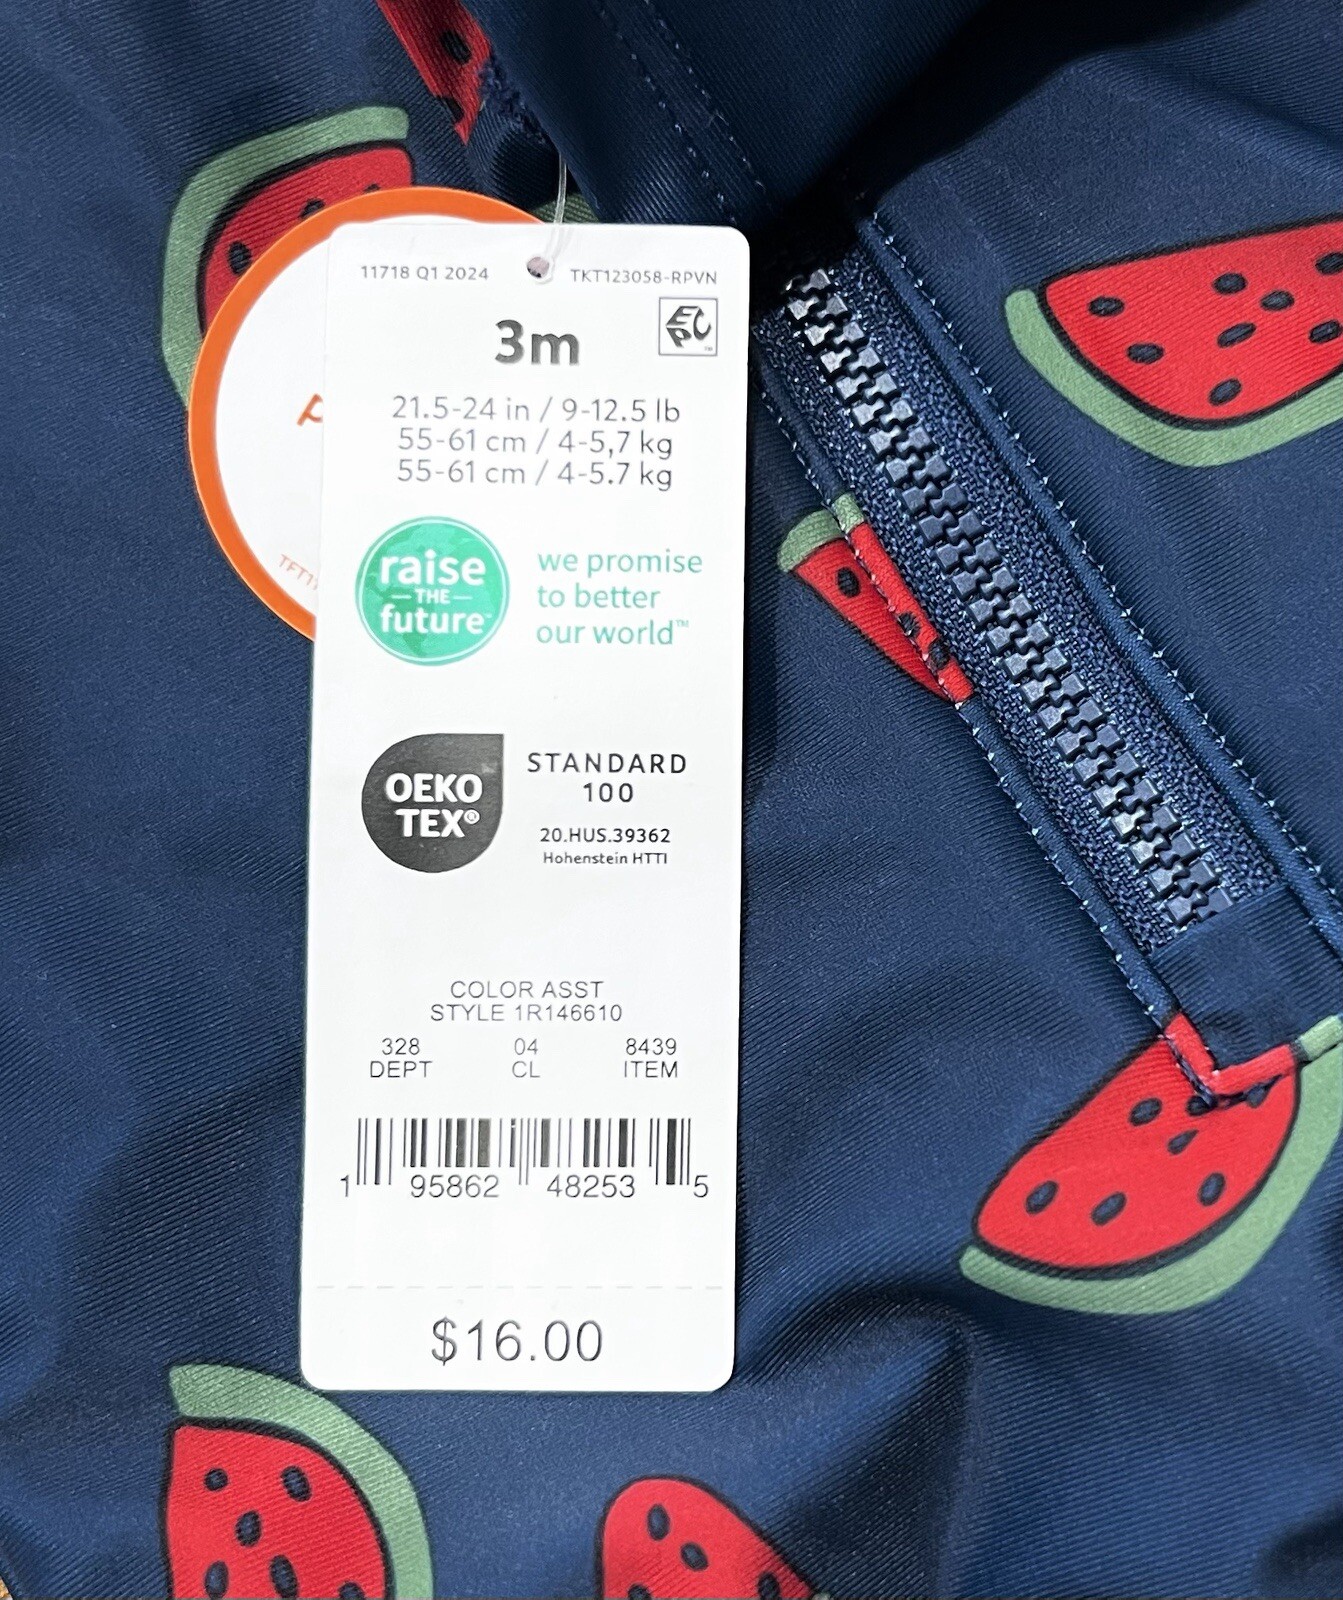 11718 Q1 2024 TKT123058-RPVN
3m
EPC™
21.5-24 in / 9-12.5 lb
55-61 cm / 4-5,7 kg
55-61 cm / 4-5.7 kg
raise
THE
future™
we promise
to better
our world™
OEKO
TEX®
STANDARD
100
20.HUS.39362
Hohenstein HTTI
COLOR ASST
STYLE 1R146610
328 04 8439
DEPT CL ITEM
1 95862 48253 5
$16.00